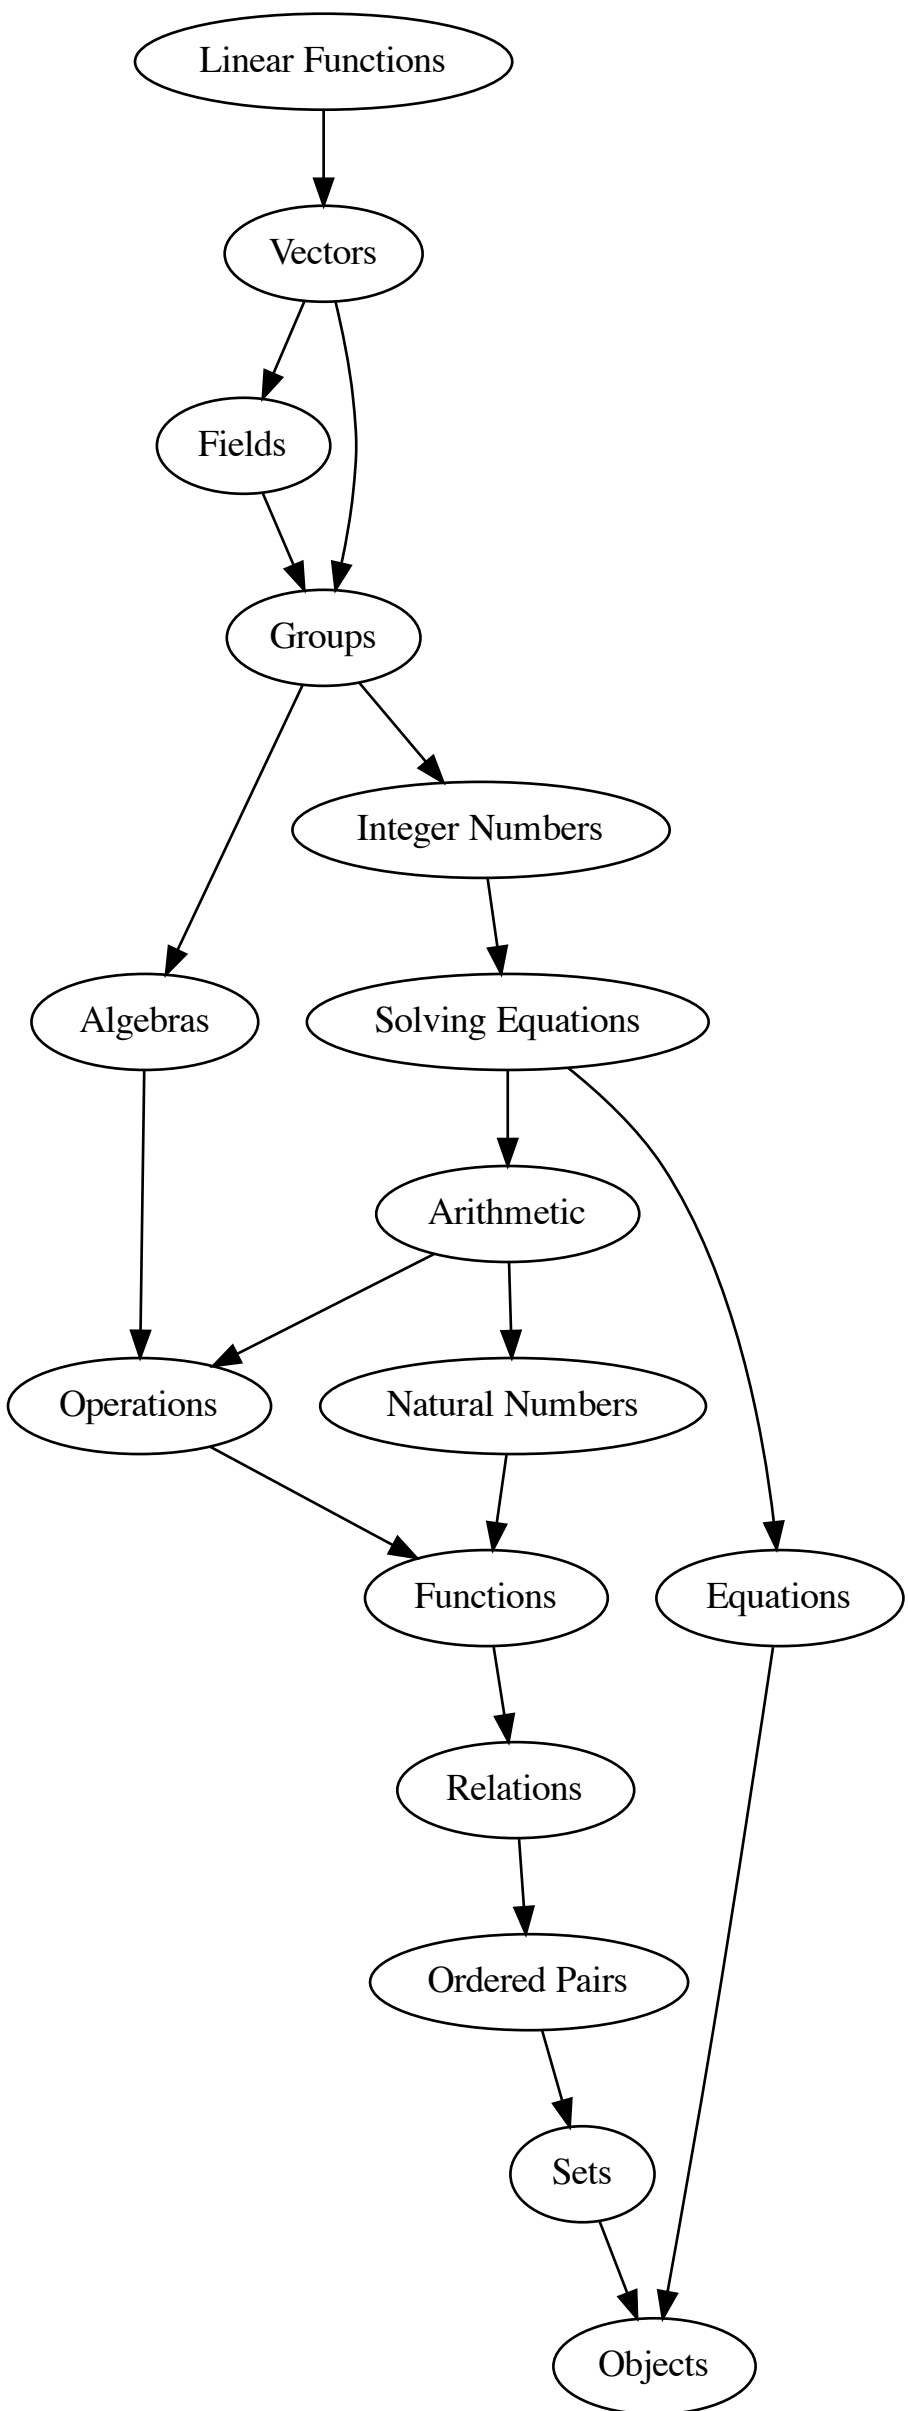 Linear Functions
Vectors
Fields
Groups
Integer Numbers
Algebras
Solving Equations
Arithmetic
Operations
Natural Numbers
Functions
Equations
Relations
Ordered Pairs
Sets
Objects